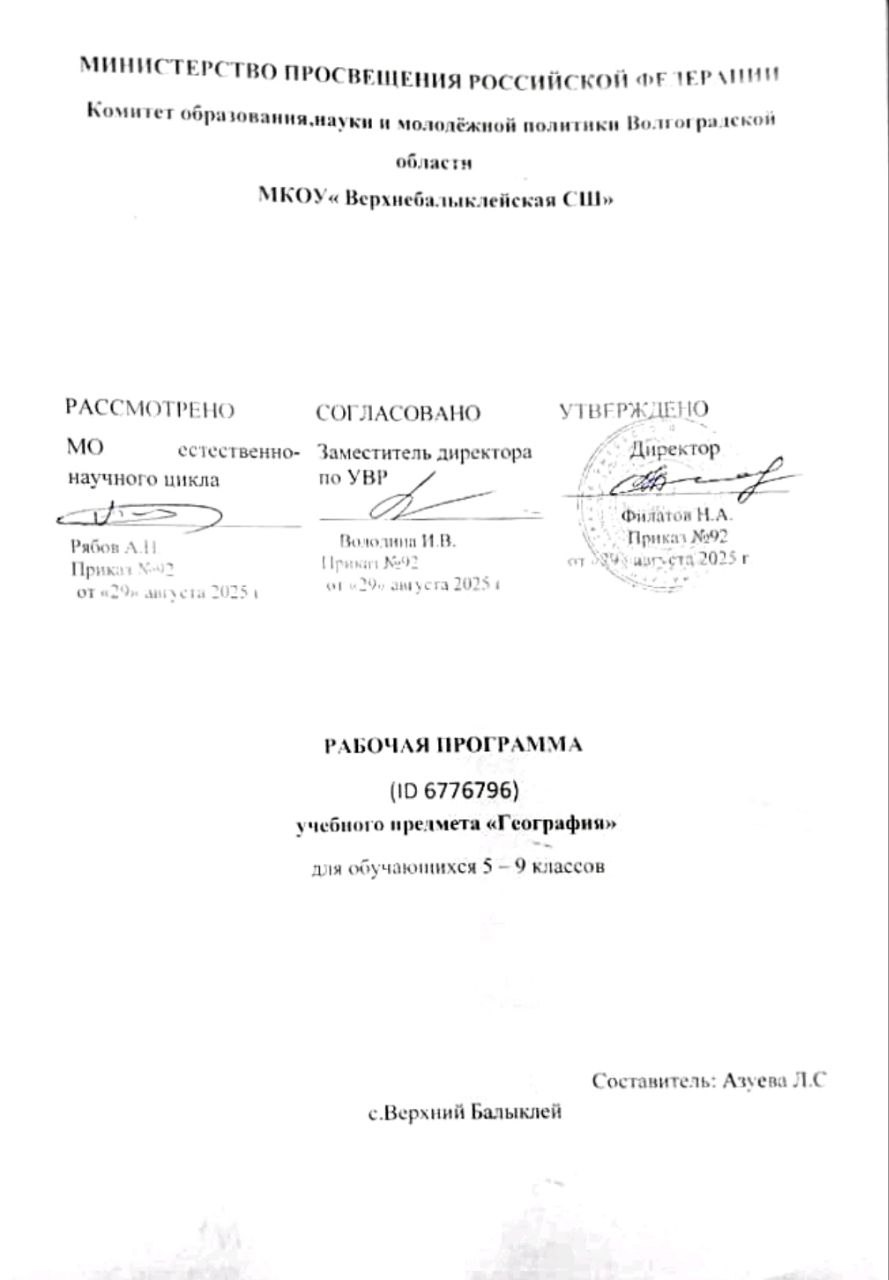 МИНИСТЕРСТВО ПРОСВЕЩЕНИЯ РОССИЙСКОЙ ФЕДЕРАЦИИ
Комитет образования,науки и молодёжной политики Волгоградской
области
МКОУ« Верхнебалыклейская СШ»
РАССМОТРЕНО
МО естественно-
научного цикла
Рябов А.П
Приказ №92
от «29» августа 2025 г
СОГЛАСОВАНО
Заместитель директора
по УВР
Володина И.В.
Приказ №92
от «29» августа 2025 г
УТВЕРЖДЕНО
Директор
Филатов Н.А.
Приказ №92
от «29» августа 2025 г
РАБОЧАЯ ПРОГРАММА
(ID 6776796)
учебного предмета «География»
для обучающихся 5 – 9 классов
Составитель: Азуева Л.С
с.Верхний Балыклей